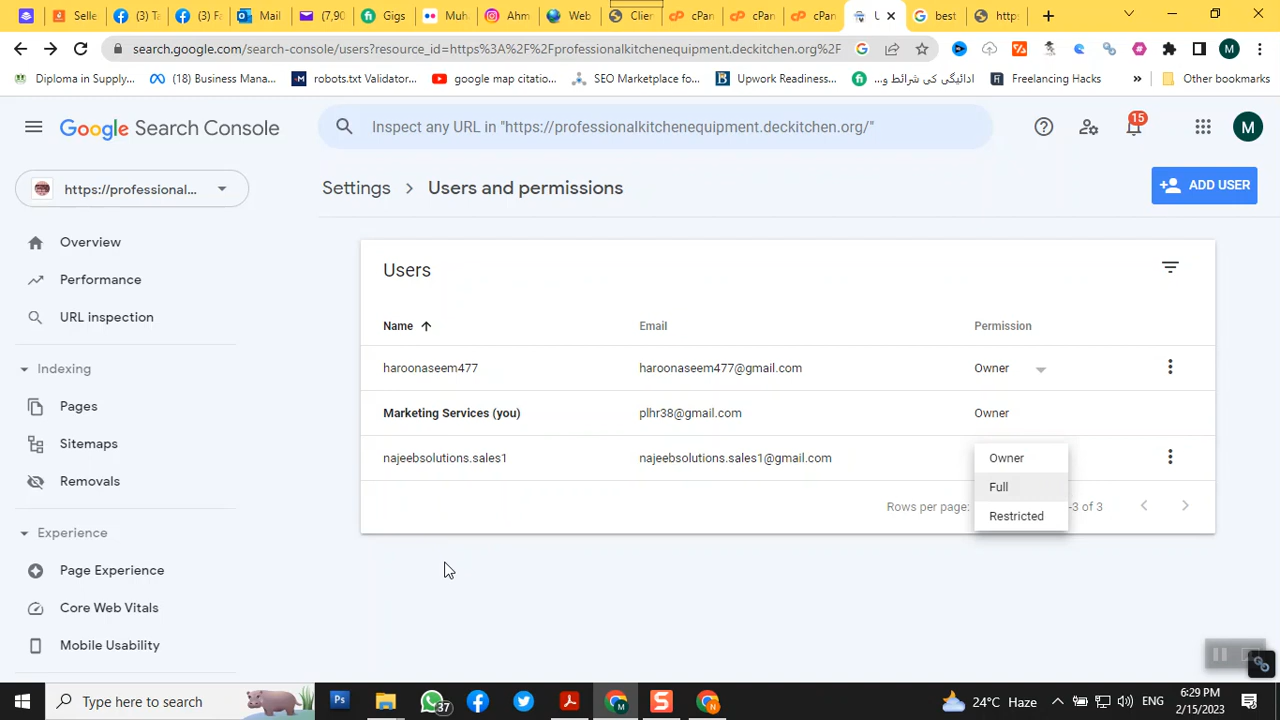 Selle
(2) Ta
(2) Fa
Mail
(7,90
Gigs
Muh
Ahm
Web
Clien
cPan
cPan
cPan
U
best
http:
search.google.com/search-console/users?resource_id=https%3A%2F%2Fprofessionalkitchenequipment.deckitchen.org%2F
M
Diploma in Supply...
(18) Business Mana...
robots.txt Validator...
google map citatio...
SEO Marketplace fo...
Upwork Readiness...
ادائیگی کی شرائط و...
Freelancing Hacks
»
Other bookmarks
Google Search Console
Inspect any URL in "https://professionalkitchenequipment.deckitchen.org/"
15
M
https://professional...
Settings > Users and permissions
ADD USER
Overview
Performance
URL inspection
Indexing
Pages
Sitemaps
Removals
Experience
Page Experience
Core Web Vitals
Mobile Usability
Users
Name Email Permission
haroonaseem477 haroonaseem477@gmail.com Owner
Marketing Services (you) plhr38@gmail.com Owner
najeebsolutions.sales1 najeebsolutions.sales1@gmail.com
Owner
Full
Restricted
Rows per page: -3 of 3
Type here to search
Ps
37
24°C Haze
ENG
6:29 PM
2/15/2023